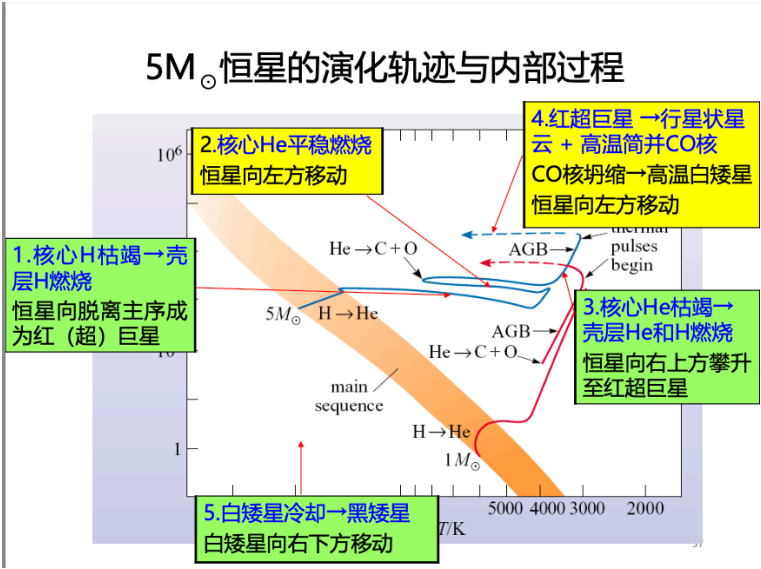 5M⊙恒星的演化轨迹与内部过程
4.红超巨星 →行星状星
云 + 高温简并CO核
CO核坍缩→高温白矮星
恒星向左方移动
2.核心He平稳燃烧
恒星向左方移动
10⁶
thermal
pulses
begin
He→C+O
AGB
1.核心H枯竭→壳
层H燃烧
恒星向脱离主序成
为红（超）巨星
5M⊙
H→He
3.核心He枯竭→
壳层He和H燃烧
恒星向右上方攀升
至红超巨星
AGB
He→C+O
10
main
sequence
H→He
1M⊙
1
5.白矮星冷却→黑矮星
白矮星向右下方移动
5000 4000 3000 2000
T/K
37